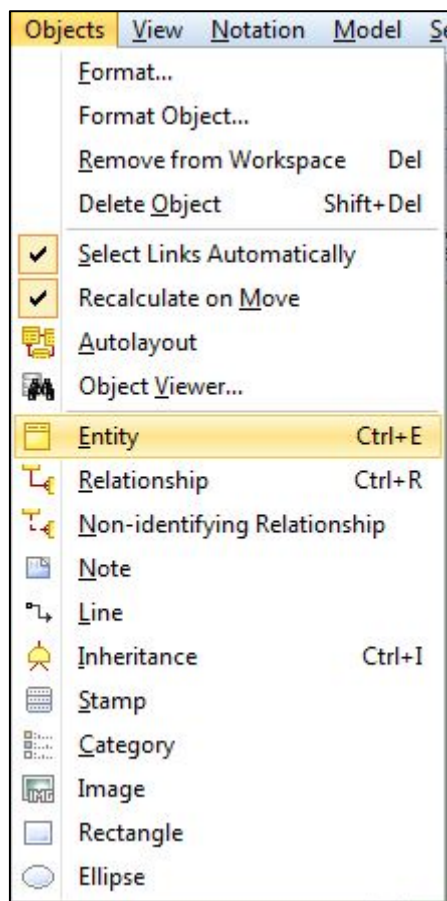 Objects View Notation Model Se
Format...
Format Object...
Remove from Workspace Del
Delete Object Shift+Del
Select Links Automatically
Recalculate on Move
Autolayout
Object Viewer...
Entity Ctrl+E
Relationship Ctrl+R
Non-identifying Relationship
Note
Line
Inheritance Ctrl+I
Stamp
Category
IMG Image
Rectangle
Ellipse